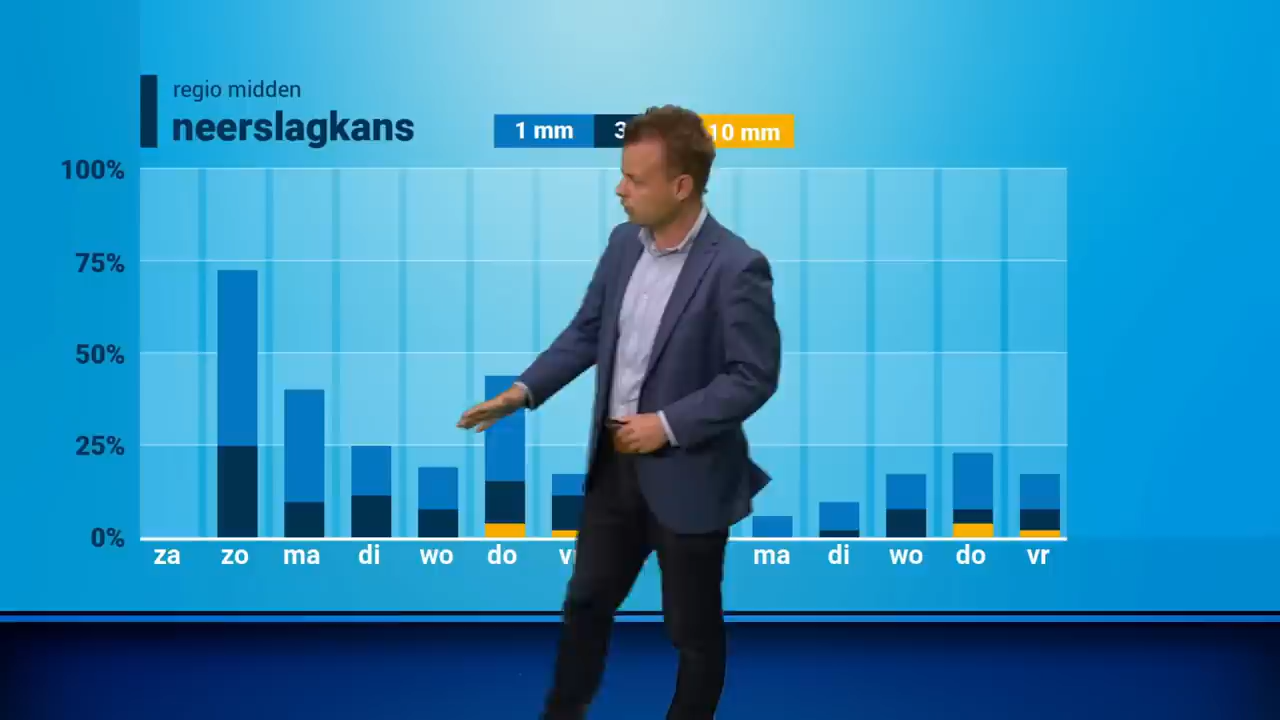 regio midden
neerslagkans
1 mm 10 mm
100%
75%
50%
25%
0%
za zo ma di wo do ma di wo do vr